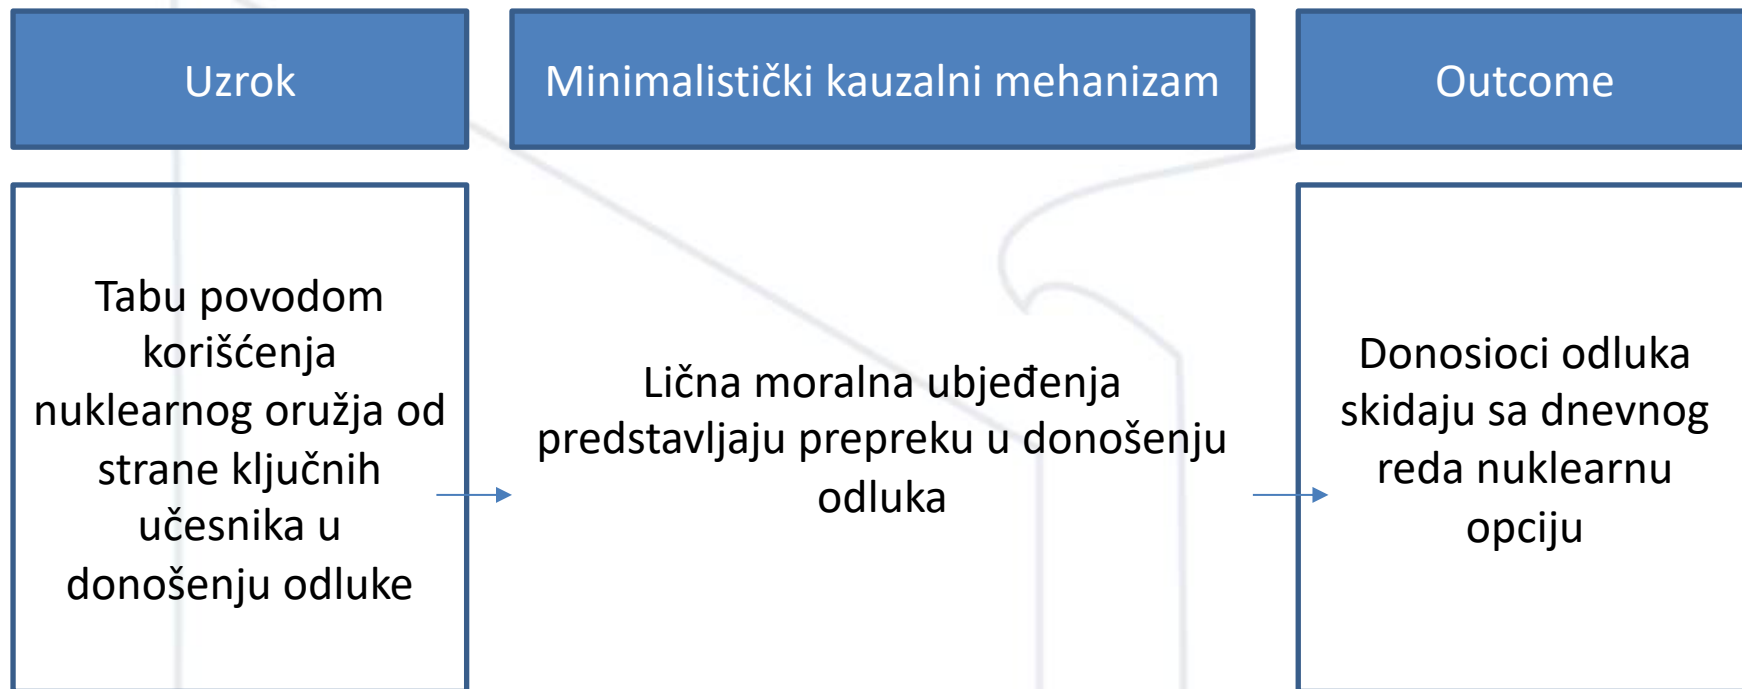 Uzrok
Minimalistički kauzalni mehanizam
Outcome
Tabu povodom
korišćenja
nuklearnog oružja od
strane ključnih
učesnika u
donošenju odluke
Lična moralna ubjeđenja
predstavljaju prepreku u donošenju
odluka
Donosioci odluka
skidaju sa dnevnog
reda nuklearnu
opciju